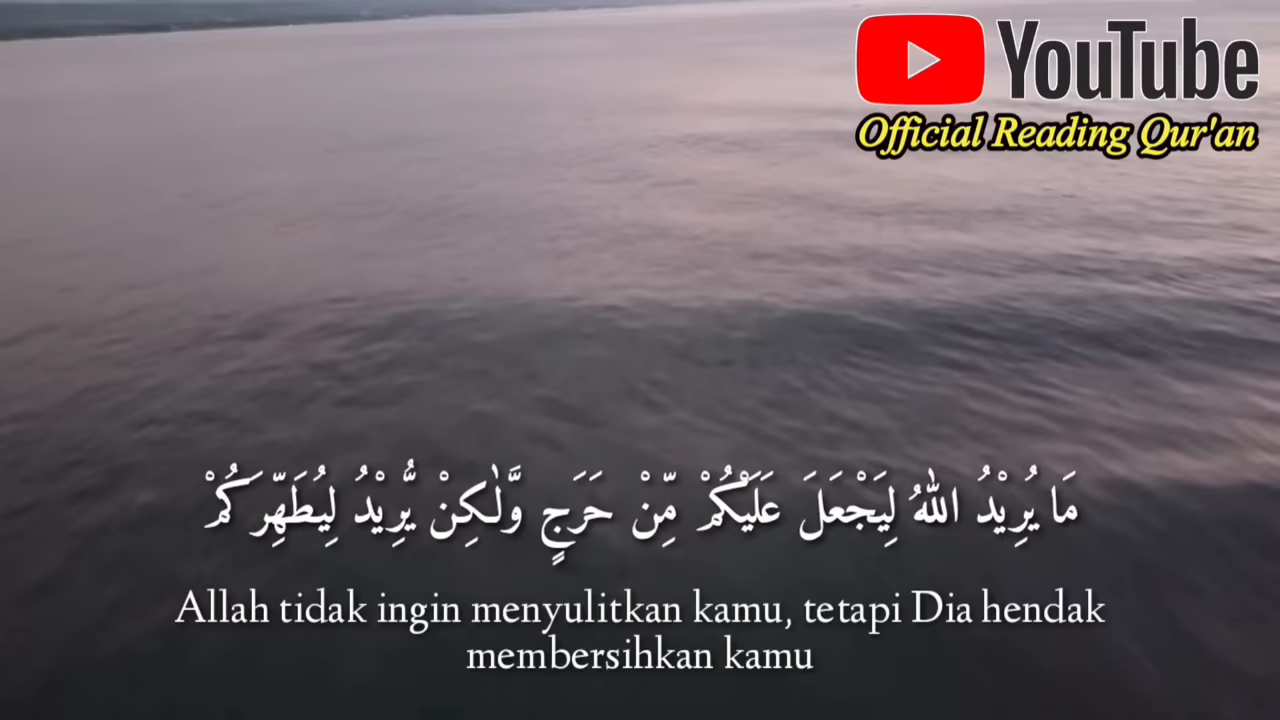 YouTube
Official Reading Qur'an
مَا يُرِيْدُ اللّٰهُ لِيَجْعَلَ عَلَيْكُمْ مِّنْ حَرَجٍ وَّلٰكِنْ يُّرِيْدُ لِيُطَهِّرَكُمْ
Allah tidak ingin menyulitkan kamu, tetapi Dia hendak
membersihkan kamu